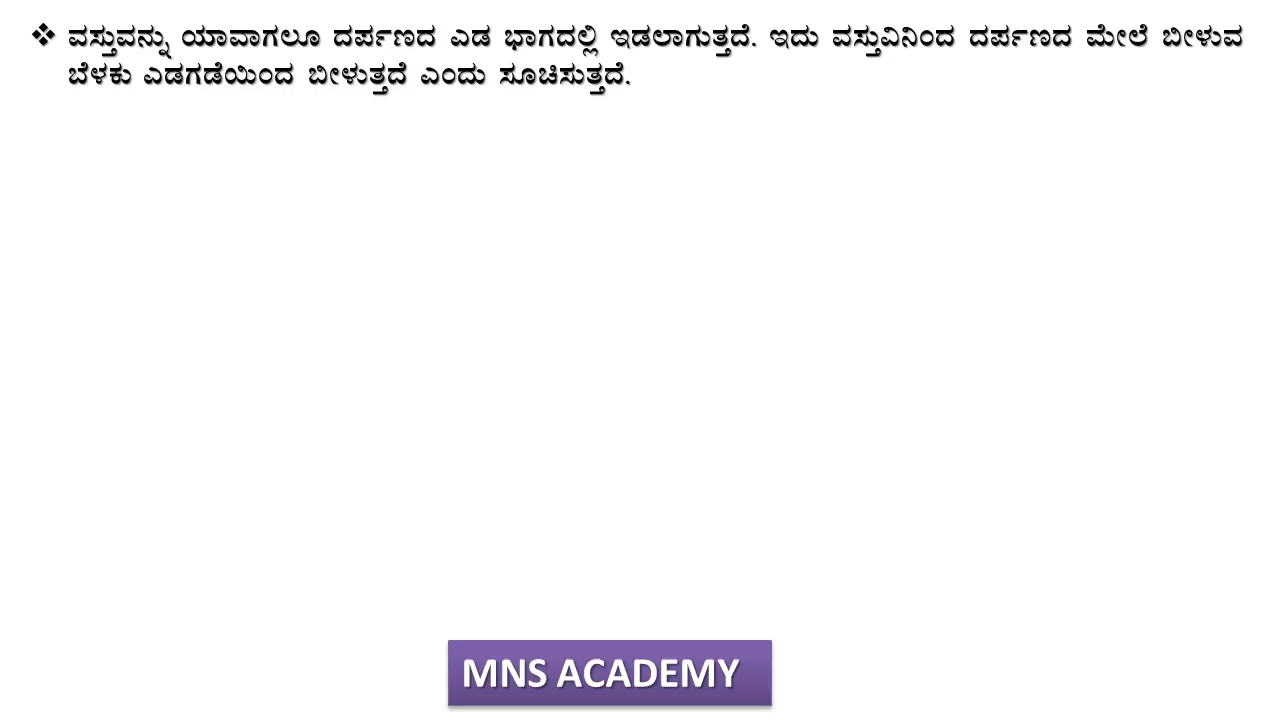 ❖ ವಸ್ತುವನ್ನು ಯಾವಾಗಲೂ ದರ್ಪಣದ ಎಡ ಭಾಗದಲ್ಲಿ ಇಡಲಾಗುತ್ತದೆ. ಇದು ವಸ್ತುವಿನಿಂದ ದರ್ಪಣದ ಮೇಲೆ ಬೀಳುವ
ಬೆಳಕು ಎಡಗಡೆಯಿಂದ ಬೀಳುತ್ತದೆ ಎಂದು ಸೂಚಿಸುತ್ತದೆ.
MNS ACADEMY